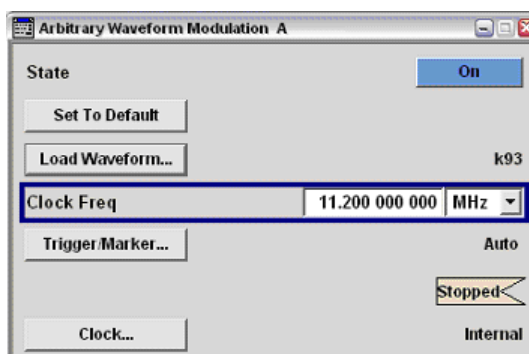 Arbitrary Waveform Modulation A
State On
Set To Default
Load Waveform... k93
Clock Freq 11.200 000 000 MHz
Trigger/Marker... Auto
Stopped
Clock... Internal